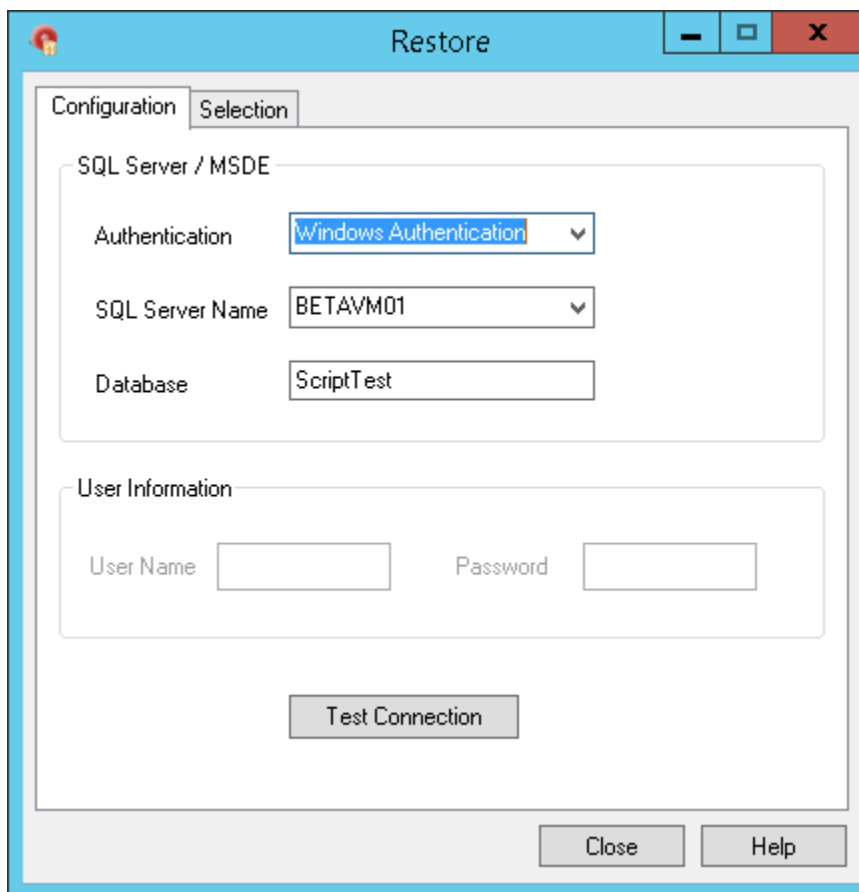 Restore
Configuration Selection
SQL Server / MSDE
Authentication Windows Authentication
SQL Server Name BETAVM01
Database ScriptTest
User Information
User Name Password
Test Connection
Close Help